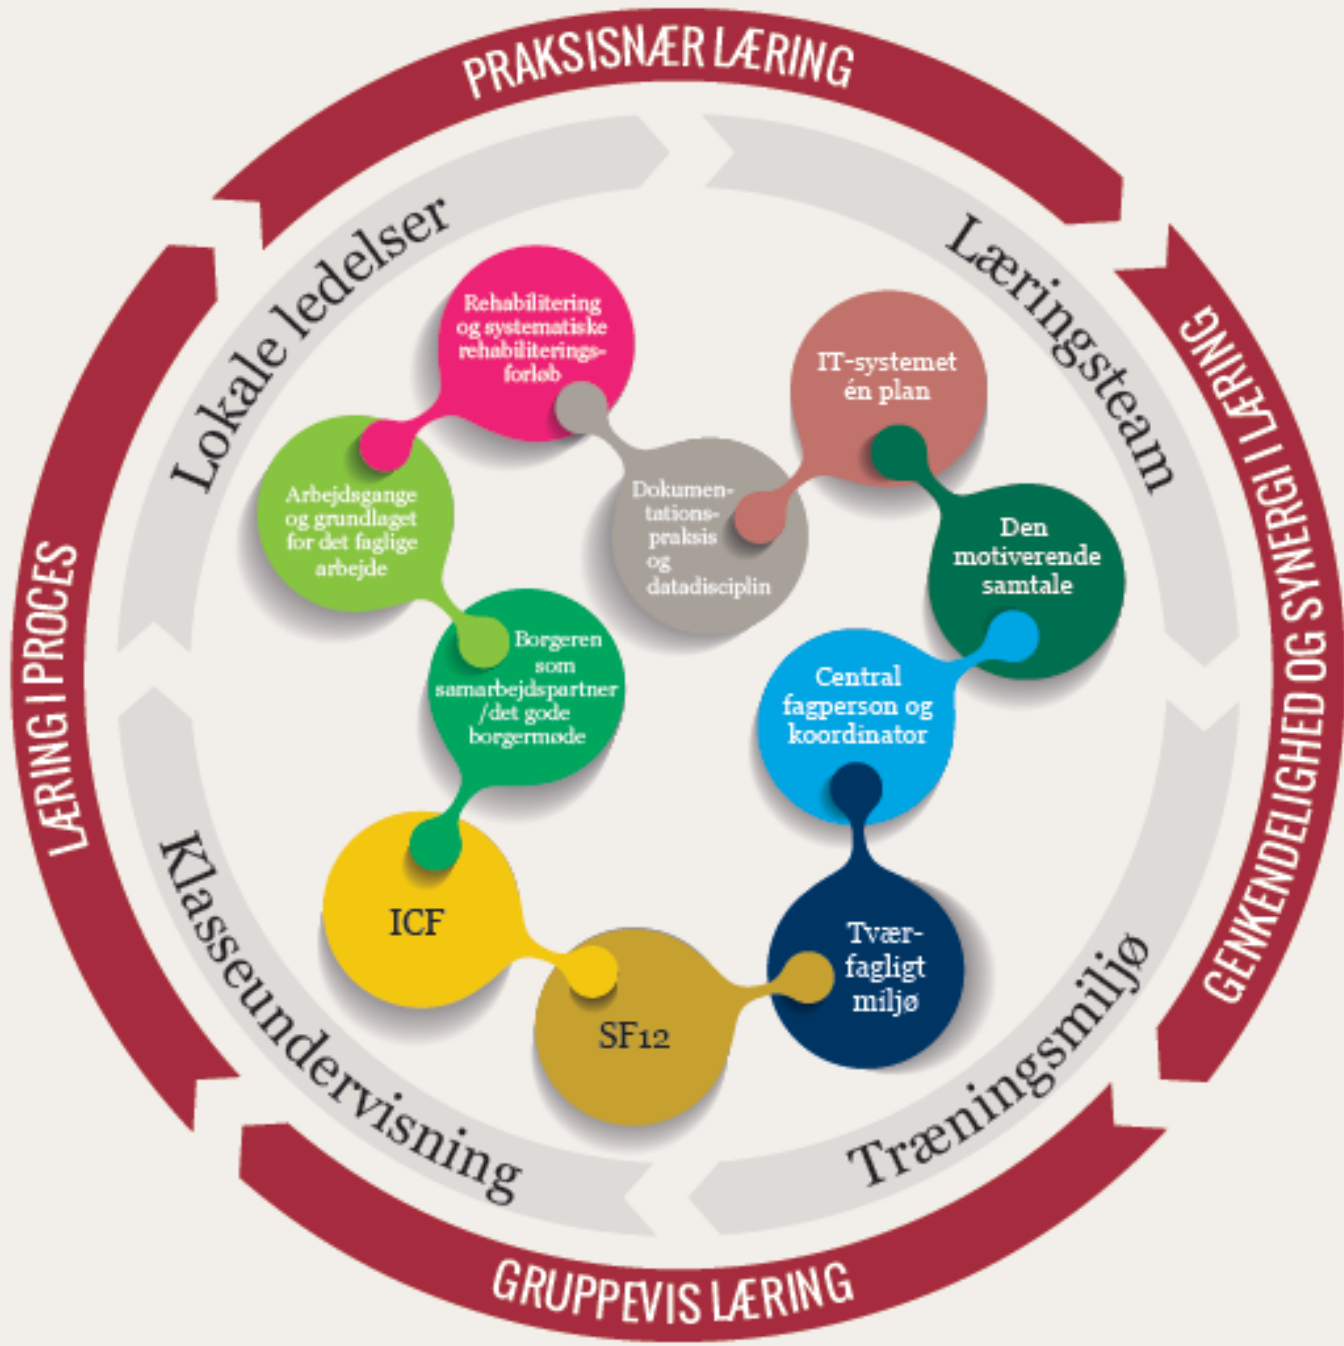 PRAKSISNÆR LÆRING
GENKENDELIGHED OG SYNERGI I LÆRING
GRUPPEVIS LÆRING
LÆRING I PROCES
Lokale ledelser
Læringsteam
Træningsmiljø
Klasseundervisning
Rehabilitering
og systematiske
rehabiliterings-
forløb
IT-systemet
én plan
Arbejdsgange
og grundlaget
for det faglige
arbejde
Dokumen-
tations-
praksis
og
datadisciplin
Den
motiverende
samtale
Borgeren
som
samarbejdspartner
/det gode
borgermøde
Central
fagperson og
koordinator
ICF
SF12
Tvær-
fagligt
miljø